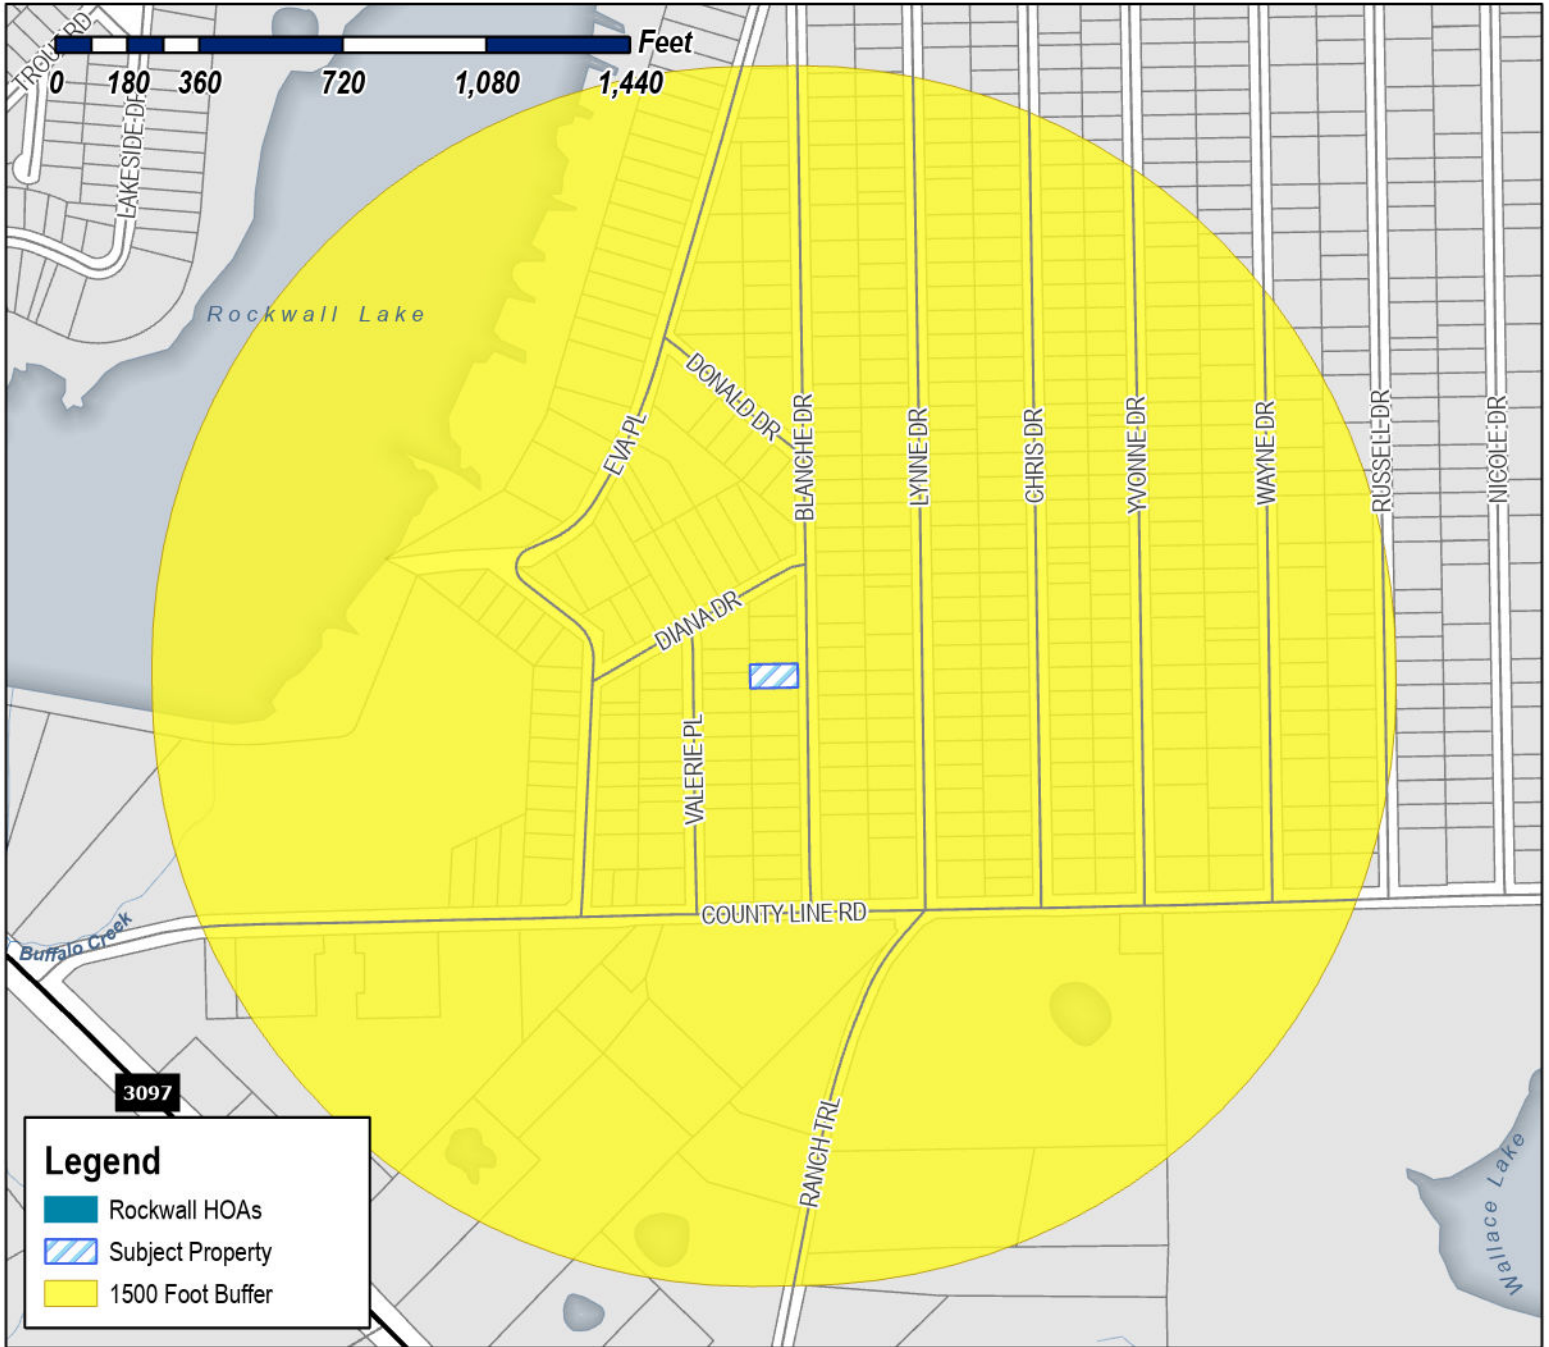 TROUT RD
Feet
0 180 360 720 1,080 1,440
LAKESIDE DR
Rockwall Lake
DONALD DR
EVA PL
BLANCHE DR
LYNNE DR
CHRIS DR
YVONNE DR
WAYNE DR
RUSSELL DR
NICOLE DR
DIANA DR
VALERIE PL
COUNTY LINE RD
Buffalo Creek
3097
RANCH TRL
Wallace Lake
Legend
Rockwall HOAs
Subject Property
1500 Foot Buffer